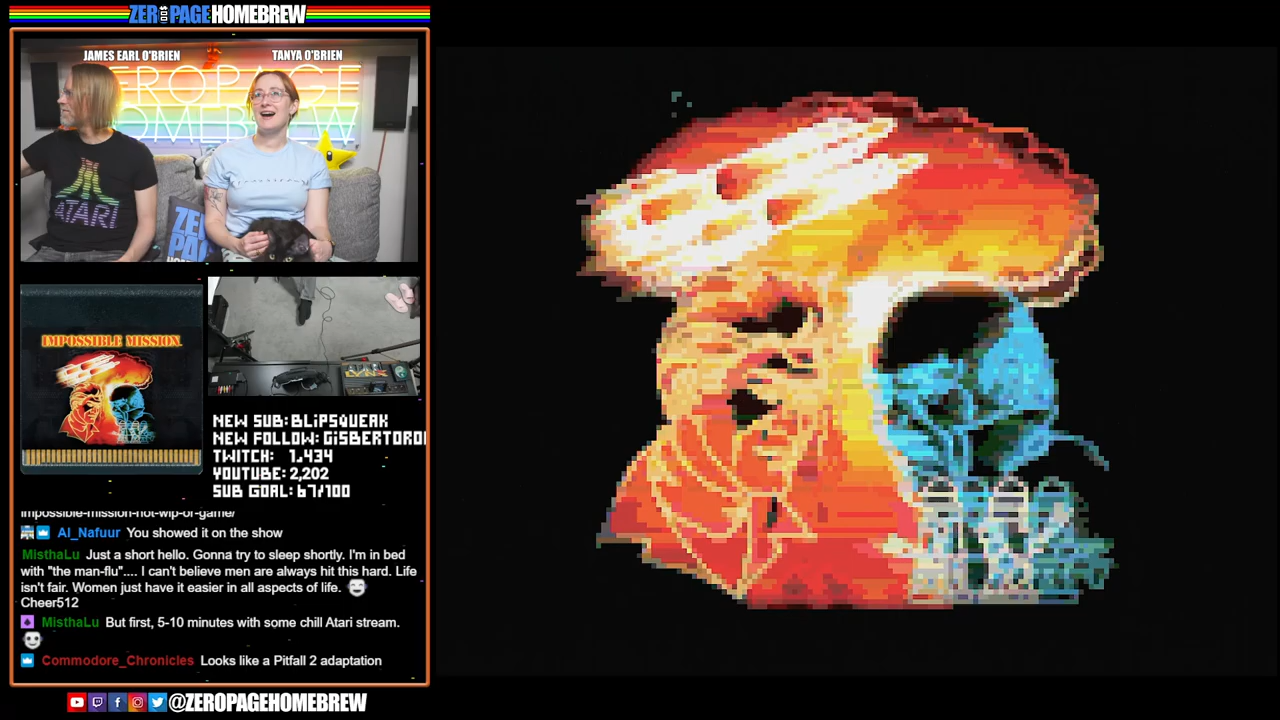 ZERO PAGE HOMEBREW
JAMES EARL O'BRIEN
TANYA O'BRIEN
ATARI
IMPOSSIBLE MISSION
NEW SUB: BLIPSQUEAK
NEW FOLLOW: GISBERTORO
TWITCH: 1,434
YOUTUBE: 2,202
SUB GOAL: 67/100
impossible-mission-not-wip-or-game/
Al_Nafuur You showed it on the show
MisthaLu Just a short hello. Gonna try to sleep shortly. I'm in bed
with "the man-flu".... I can't believe men are always hit this hard. Life
isn't fair. Women just have it easier in all aspects of life.
Cheer512
MisthaLu But first, 5-10 minutes with some chill Atari stream.
Commodore_Chronicles Looks like a Pitfall 2 adaptation
@ZEROPAGEHOMEBREW